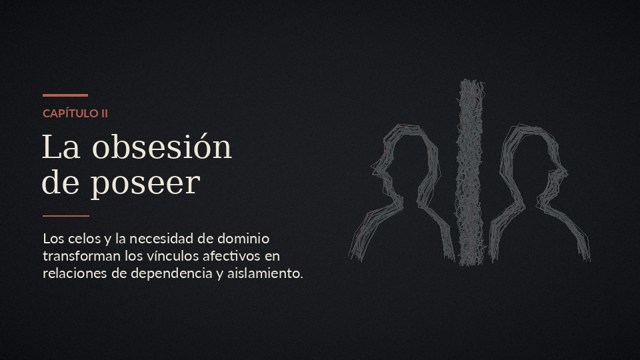 CAPÍTULO II
La obsesión
de poseer
Los celos y la necesidad de dominio
transforman los vínculos afectivos en
relaciones de dependencia y aislamiento.